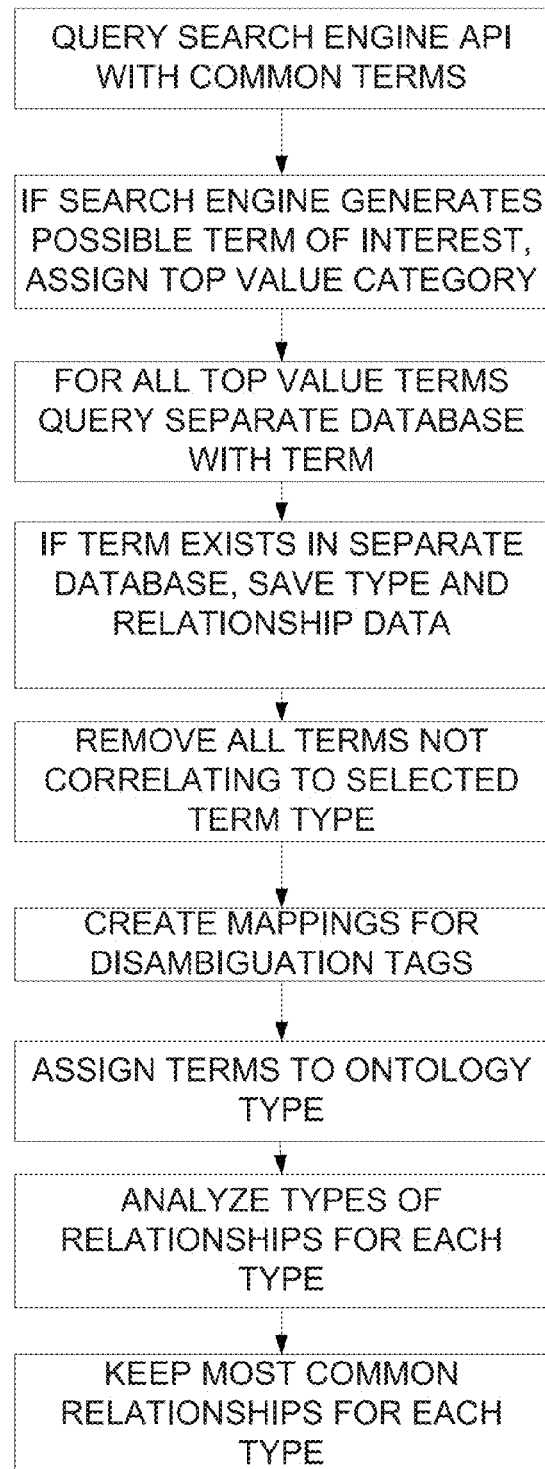 QUERY SEARCH ENGINE API
WITH COMMON TERMS
IF SEARCH ENGINE GENERATES
POSSIBLE TERM OF INTEREST,
ASSIGN TOP VALUE CATEGORY
FOR ALL TOP VALUE TERMS
QUERY SEPARATE DATABASE
WITH TERM
IF TERM EXISTS IN SEPARATE
DATABASE, SAVE TYPE AND
RELATIONSHIP DATA
REMOVE ALL TERMS NOT
CORRELATING TO SELECTED
TERM TYPE
CREATE MAPPINGS FOR
DISAMBIGUATION TAGS
ASSIGN TERMS TO ONTOLOGY
TYPE
ANALYZE TYPES OF
RELATIONSHIPS FOR EACH
TYPE
KEEP MOST COMMON
RELATIONSHIPS FOR EACH
TYPE